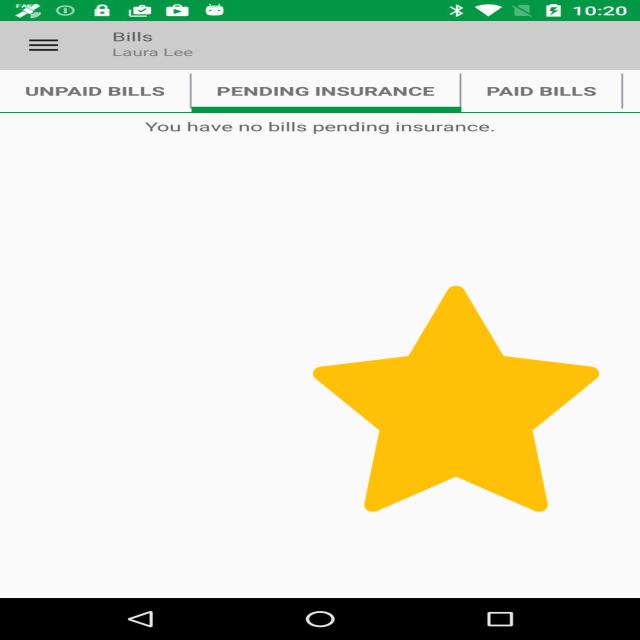 10:20
Bills
Laura Lee
UNPAID BILLS
PENDING INSURANCE
PAID BILLS
You have no bills pending insurance.